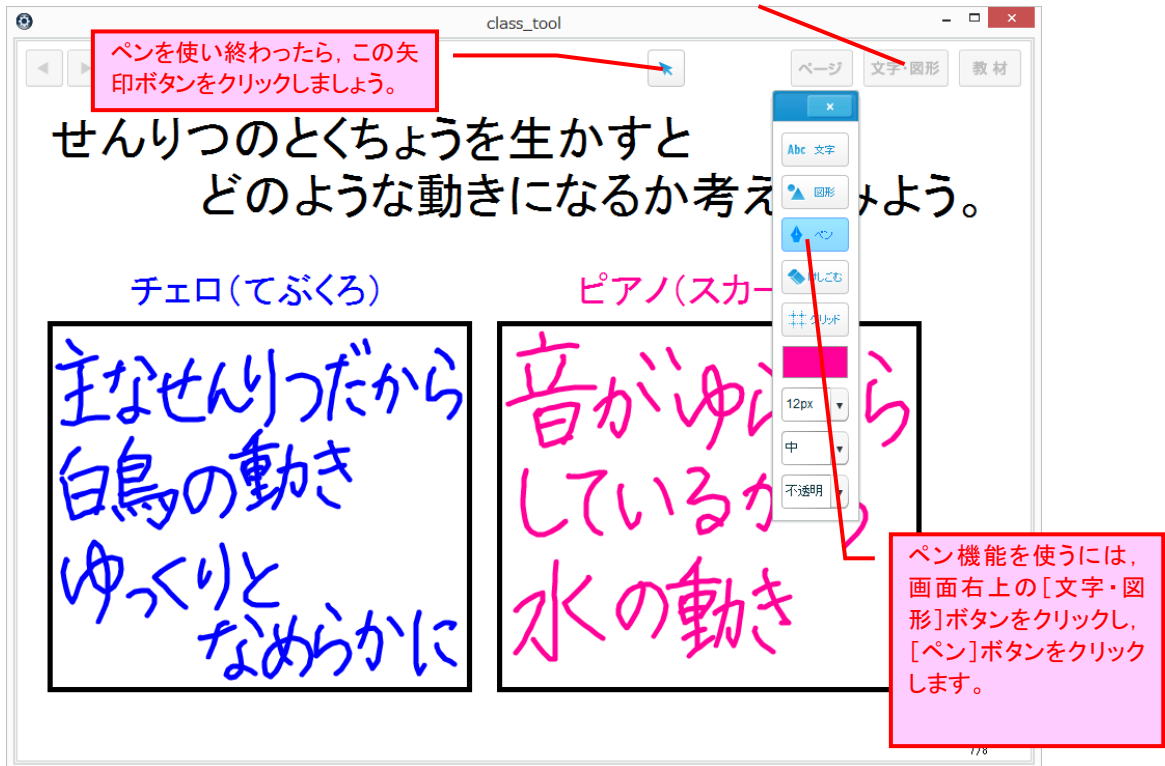 class_tool
ペンを使い終わったら，この矢
印ボタンをクリックしましょう。
ページ
文字・図形
教材
せんりつのとくちょうを生かすと
どのような動きになるか考え みよう。
Abc 文字
図形
ペン
けしごむ
グリッド
12px
中
不透明
チェロ（てぶくろ）
主なせんりつだから
白鳥の動き
ゆっくりと
なめらかに
ピアノ（スカー
音がゆら ら
しているから
水の動き
ペン機能を使うには，
画面右上の［文字・図
形］ボタンをクリックし，
［ペン］ボタンをクリック
します。
7/8